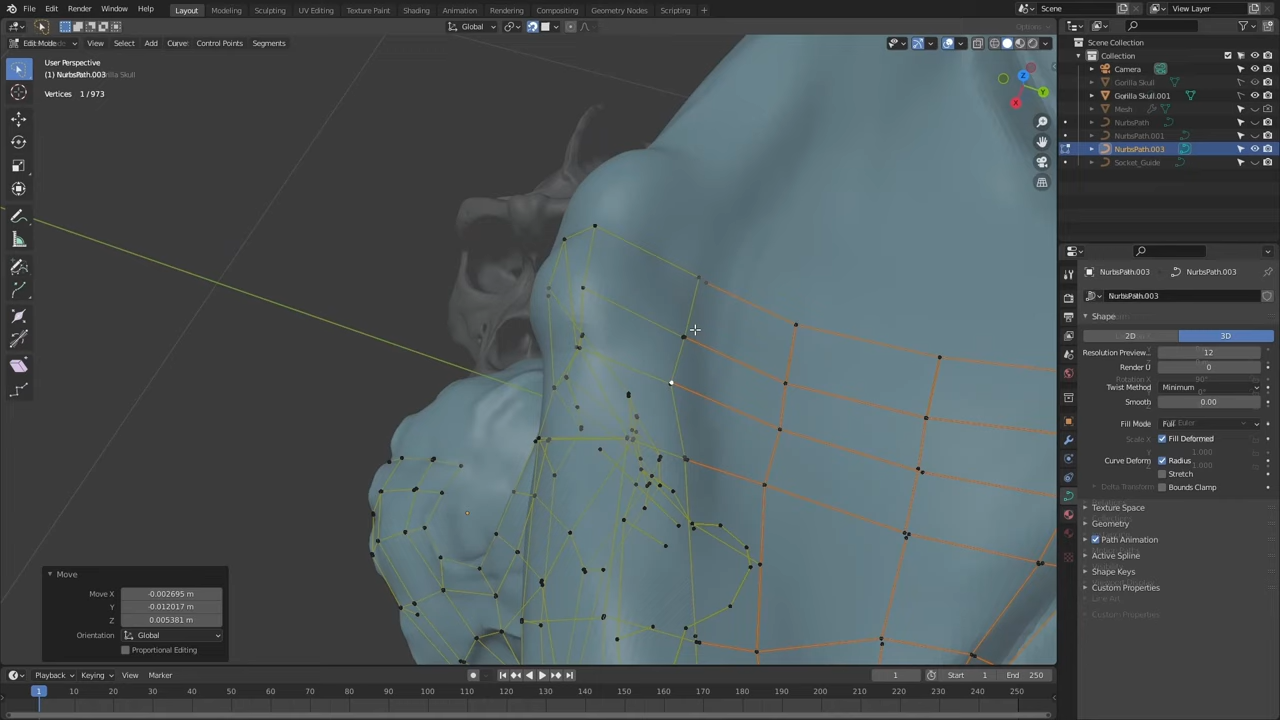 File Edit Render Window Help Layout Modeling Sculpting UV Editing Texture Paint Shading Animation Rendering Compositing Geometry Nodes Scripting + Scene View Layer
Global Options
Edit Mode View Select Add Curve Control Points Segments
User Perspective
(1) NurbsPath.003
Vertices 1/973
Z
Y
X
Scene Collection
Collection
Camera
Gorilla Skull
Gorilla Skull.001
Mesh
NurbsPath
NurbsPath.001
NurbsPath.003
Socket_Guide
NurbsPath.003 NurbsPath.003
NurbsPath.003
Shape
2D 3D
Resolution Preview... 12
Render U 0
Twist Method Minimum
Smooth 0.00
Fill Mode Full
Fill Deformed
Curve Deform Radius
Stretch
Bounds Clamp
Texture Space
Geometry
Path Animation
Active Spline
Shape Keys
Custom Properties
Custom Properties
Move
Move X -0.002695 m
Y -0.012017 m
Z 0.005381 m
Orientation Global
Proportional Editing
Playback Keying View Marker 1 Start 1 End 250
1 10 20 30 40 50 60 70 80 90 100 110 120 130 140 150 160 170 180 190 200 210 220 230 240 250